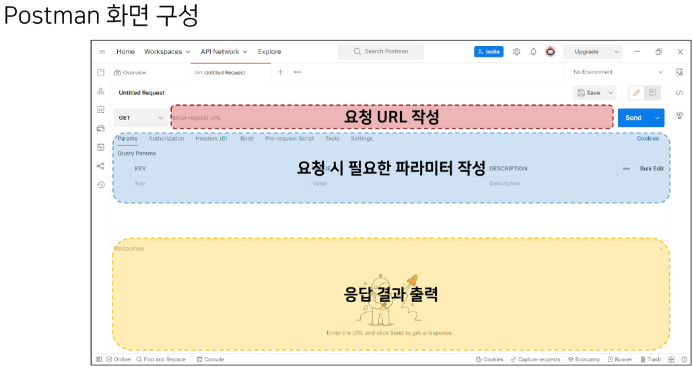 Postman 화면 구성
Home Workspaces API Network Explore Search Postman Invite Upgrade
Overview GET Untitled Request No Environment
Untitled Request Save
GET Enter request URL 요청 URL 작성 Send
Params Authorization Headers (6) Body Pre-request Script Tests Settings Cookies
Query Params
요청 시 필요한 파라미터 작성
KEY DESCRIPTION Bulk Edit
Key Value Description
Response
응답 결과 출력
Enter the URL and click Send to get a response
Online Find and Replace Console Cookies Capture requests Bootcamp Runner Trash